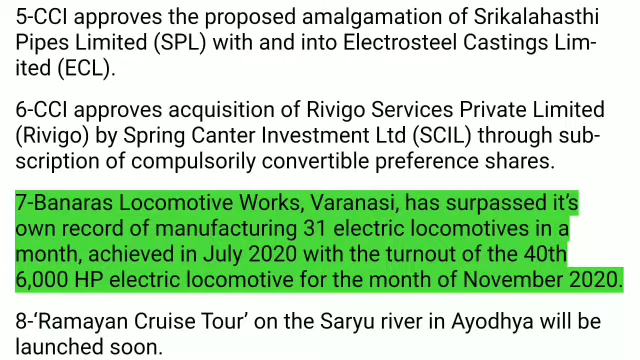 5-CCI approves the proposed amalgamation of Srikalahasthi
Pipes Limited (SPL) with and into Electrosteel Castings Lim-
ited (ECL).
6-CCI approves acquisition of Rivigo Services Private Limited
(Rivigo) by Spring Canter Investment Ltd (SCIL) through sub-
scription of compulsorily convertible preference shares.
7-Banaras Locomotive Works, Varanasi, has surpassed it’s
own record of manufacturing 31 electric locomotives in a
month, achieved in July 2020 with the turnout of the 40th
6,000 HP electric locomotive for the month of November 2020.
8-‘Ramayan Cruise Tour’ on the Saryu river in Ayodhya will be
launched soon.